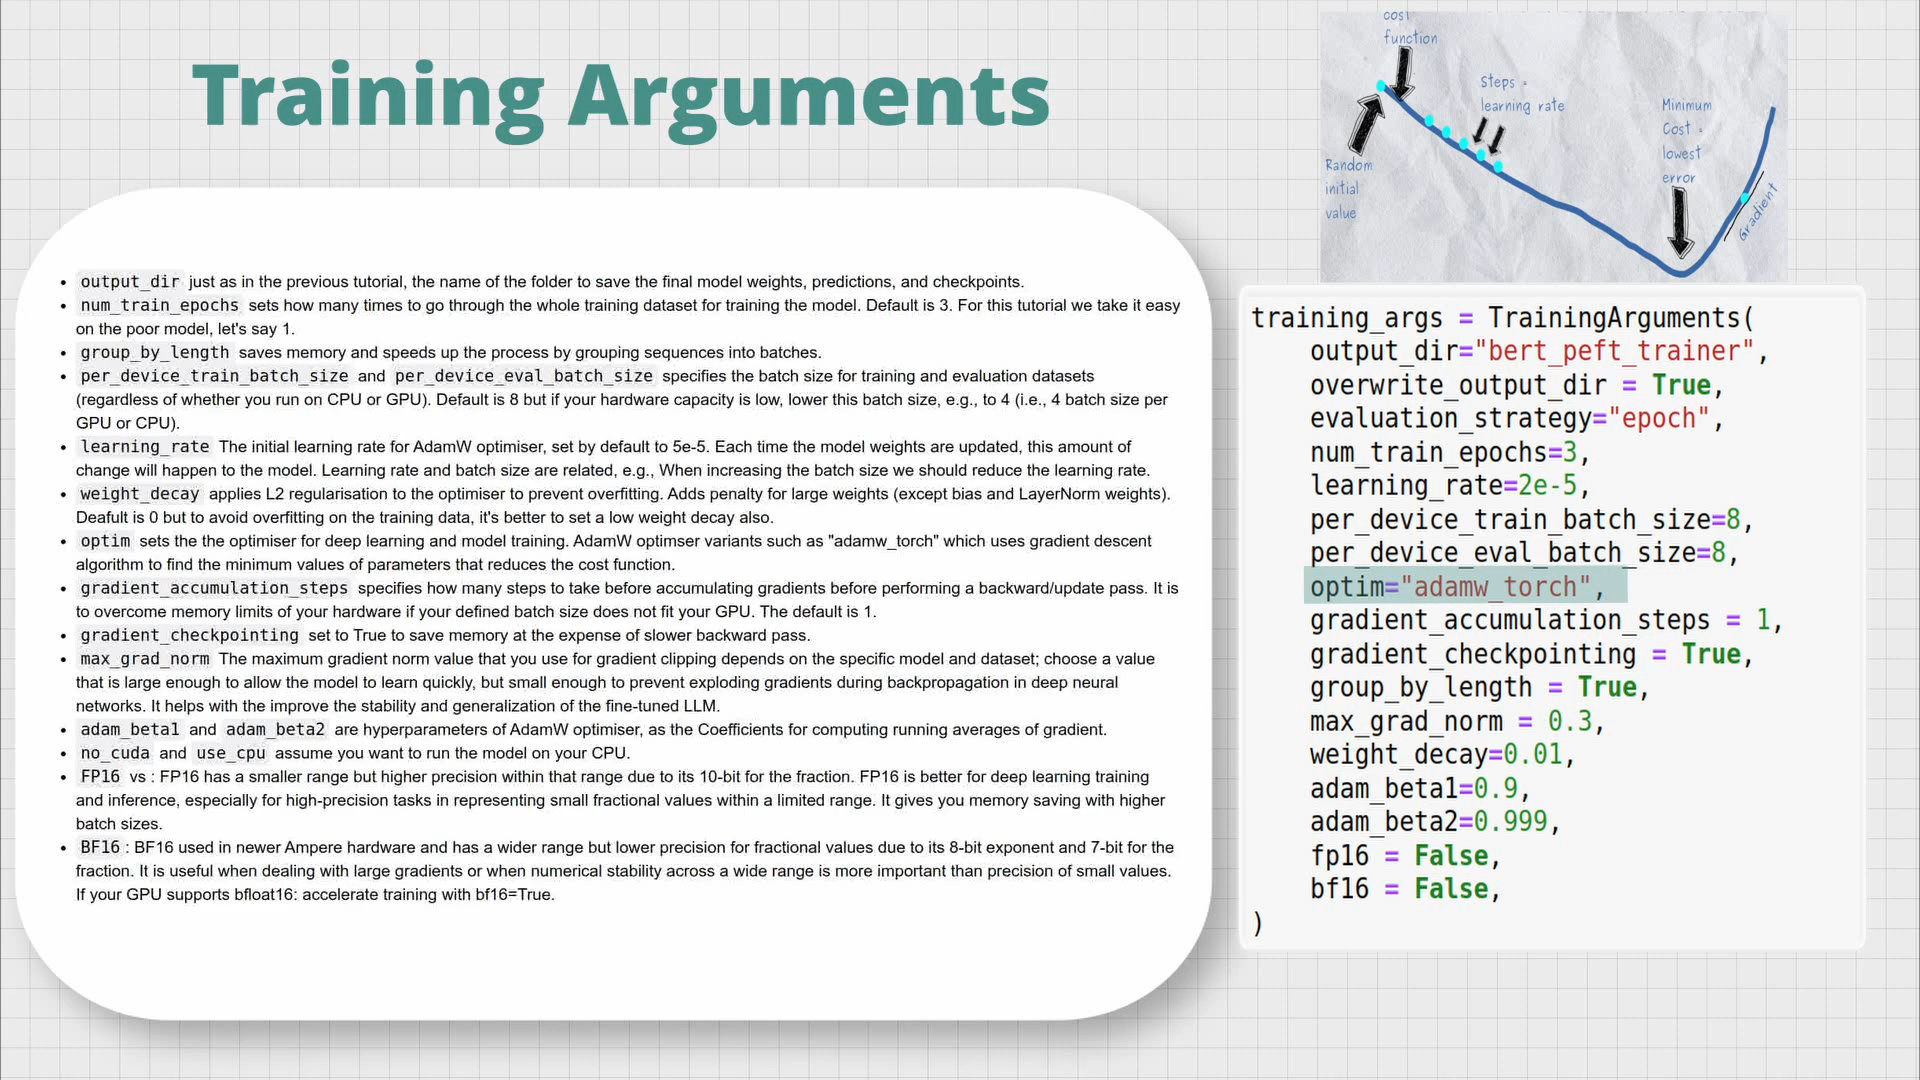 Training Arguments
cost
function
Steps =
learning rate
Minimum
Cost =
lowest
error
Random
initial
value
Gradient
• output_dir just as in the previous tutorial, the name of the folder to save the final model weights, predictions, and checkpoints.
• num_train_epochs sets how many times to go through the whole training dataset for training the model. Default is 3. For this tutorial we take it easy
on the poor model, let's say 1.
• group_by_length saves memory and speeds up the process by grouping sequences into batches.
• per_device_train_batch_size and per_device_eval_batch_size specifies the batch size for training and evaluation datasets
(regardless of whether you run on CPU or GPU). Default is 8 but if your hardware capacity is low, lower this batch size, e.g., to 4 (i.e., 4 batch size per
GPU or CPU).
• learning_rate The initial learning rate for AdamW optimiser, set by default to 5e-5. Each time the model weights are updated, this amount of
change will happen to the model. Learning rate and batch size are related, e.g., When increasing the batch size we should reduce the learning rate.
• weight_decay applies L2 regularisation to the optimiser to prevent overfitting. Adds penalty for large weights (except bias and LayerNorm weights).
Deafult is 0 but to avoid overfitting on the training data, it's better to set a low weight decay also.
• optim sets the the optimiser for deep learning and model training. AdamW optimser variants such as "adamw_torch" which uses gradient descent
algorithm to find the minimum values of parameters that reduces the cost function.
• gradient_accumulation_steps specifies how many steps to take before accumulating gradients before performing a backward/update pass. It is
to overcome memory limits of your hardware if your defined batch size does not fit your GPU. The default is 1.
• gradient_checkpointing set to True to save memory at the expense of slower backward pass.
• max_grad_norm The maximum gradient norm value that you use for gradient clipping depends on the specific model and dataset; choose a value
that is large enough to allow the model to learn quickly, but small enough to prevent exploding gradients during backpropagation in deep neural
networks. It helps with the improve the stability and generalization of the fine-tuned LLM.
• adam_beta1 and adam_beta2 are hyperparameters of AdamW optimiser, as the Coefficients for computing running averages of gradient.
• no_cuda and use_cpu assume you want to run the model on your CPU.
• FP16 vs : FP16 has a smaller range but higher precision within that range due to its 10-bit for the fraction. FP16 is better for deep learning training
and inference, especially for high-precision tasks in representing small fractional values within a limited range. It gives you memory saving with higher
batch sizes.
• BF16 : BF16 used in newer Ampere hardware and has a wider range but lower precision for fractional values due to its 8-bit exponent and 7-bit for the
fraction. It is useful when dealing with large gradients or when numerical stability across a wide range is more important than precision of small values.
If your GPU supports bfloat16: accelerate training with bf16=True.
training_args = TrainingArguments(
output_dir="bert_peft_trainer",
overwrite_output_dir = True,
evaluation_strategy="epoch",
num_train_epochs=3,
learning_rate=2e-5,
per_device_train_batch_size=8,
per_device_eval_batch_size=8,
optim="adamw_torch",
gradient_accumulation_steps = 1,
gradient_checkpointing = True,
group_by_length = True,
max_grad_norm = 0.3,
weight_decay=0.01,
adam_beta1=0.9,
adam_beta2=0.999,
fp16 = False,
bf16 = False,
)